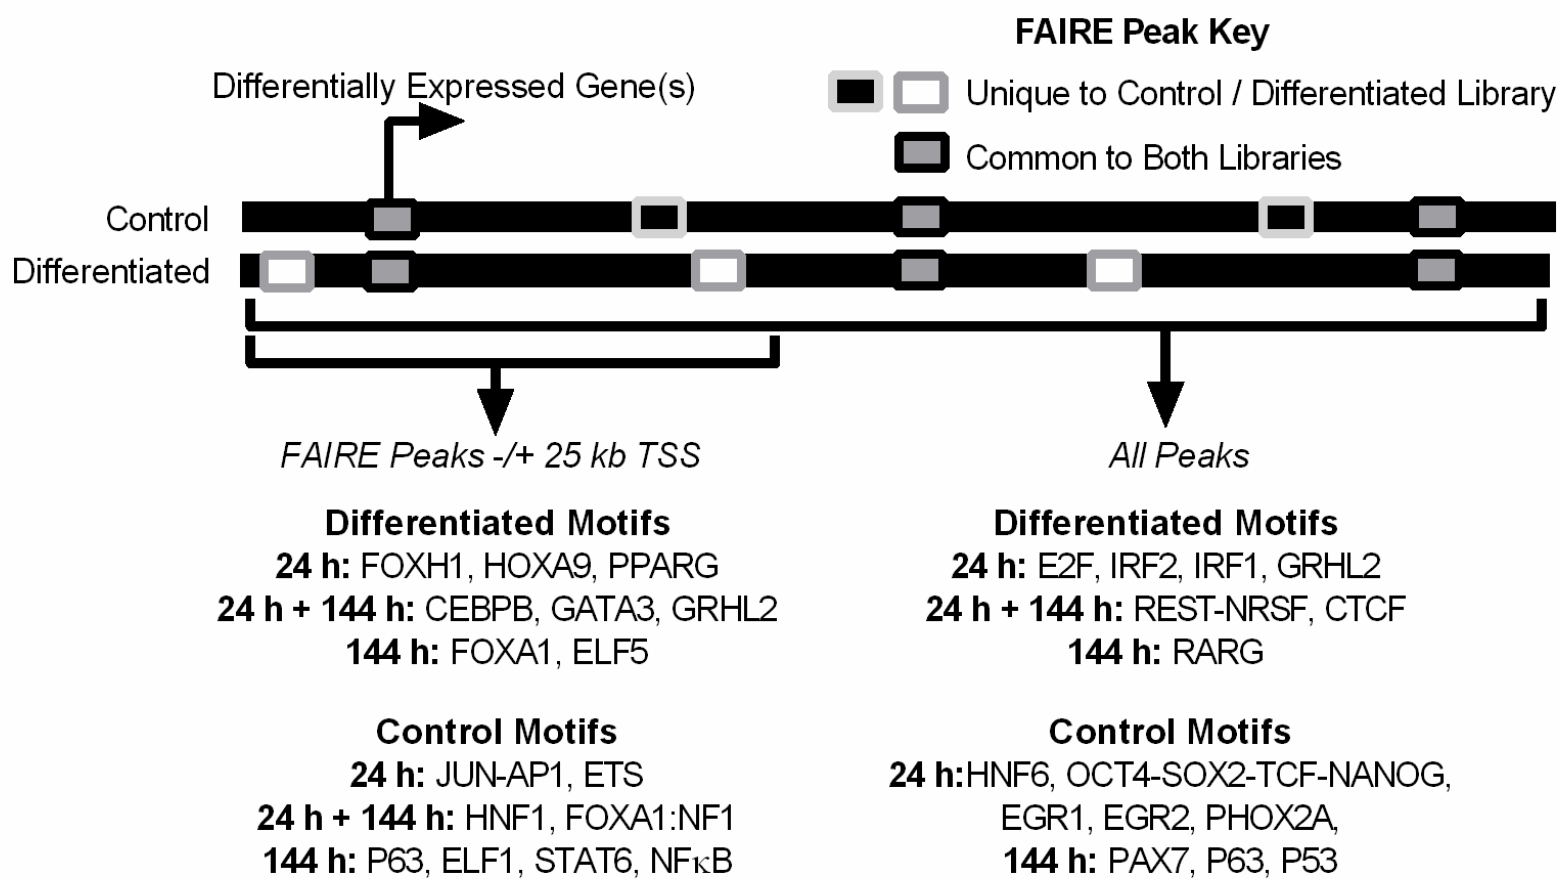 FAIRE Peak Key
Differentially Expressed Gene(s)
Unique to Control / Differentiated Library
Common to Both Libraries
Control
Differentiated
FAIRE Peaks -/+ 25 kb TSS
Differentiated Motifs
24 h: FOXH1, HOXA9, PPARG
24 h + 144 h: CEBPB, GATA3, GRHL2
144 h: FOXA1, ELF5
Control Motifs
24 h: JUN-AP1, ETS
24 h + 144 h: HNF1, FOXA1:NF1
144 h: P63, ELF1, STAT6, NFκB
All Peaks
Differentiated Motifs
24 h: E2F, IRF2, IRF1, GRHL2
24 h + 144 h: REST-NRSF, CTCF
144 h: RARG
Control Motifs
24 h:HNF6, OCT4-SOX2-TCF-NANOG,
EGR1, EGR2, PHOX2A,
144 h: PAX7, P63, P53